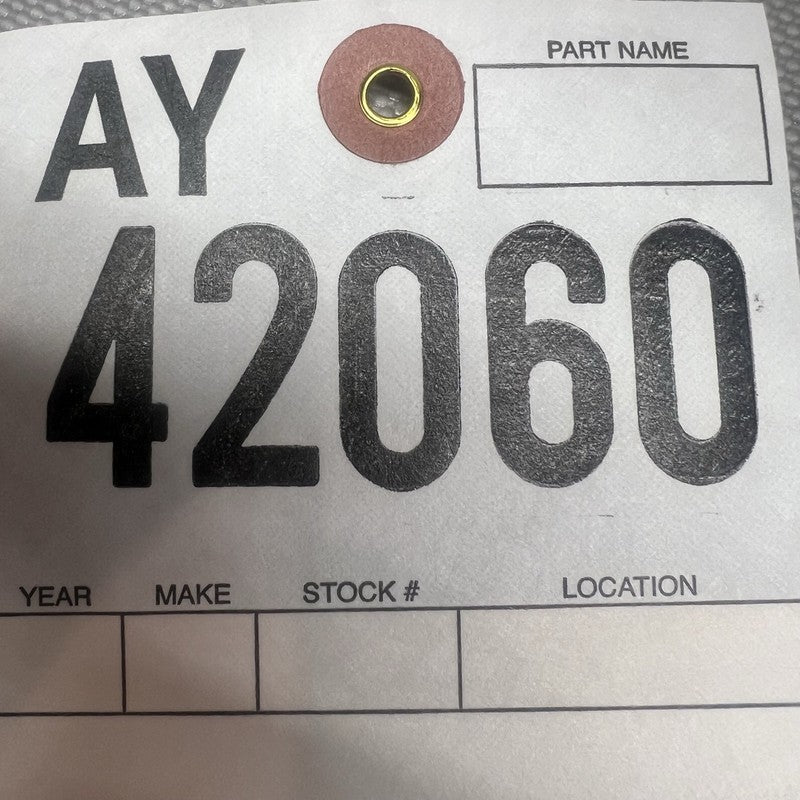 AY
PART NAME
42060
YEAR MAKE STOCK # LOCATION